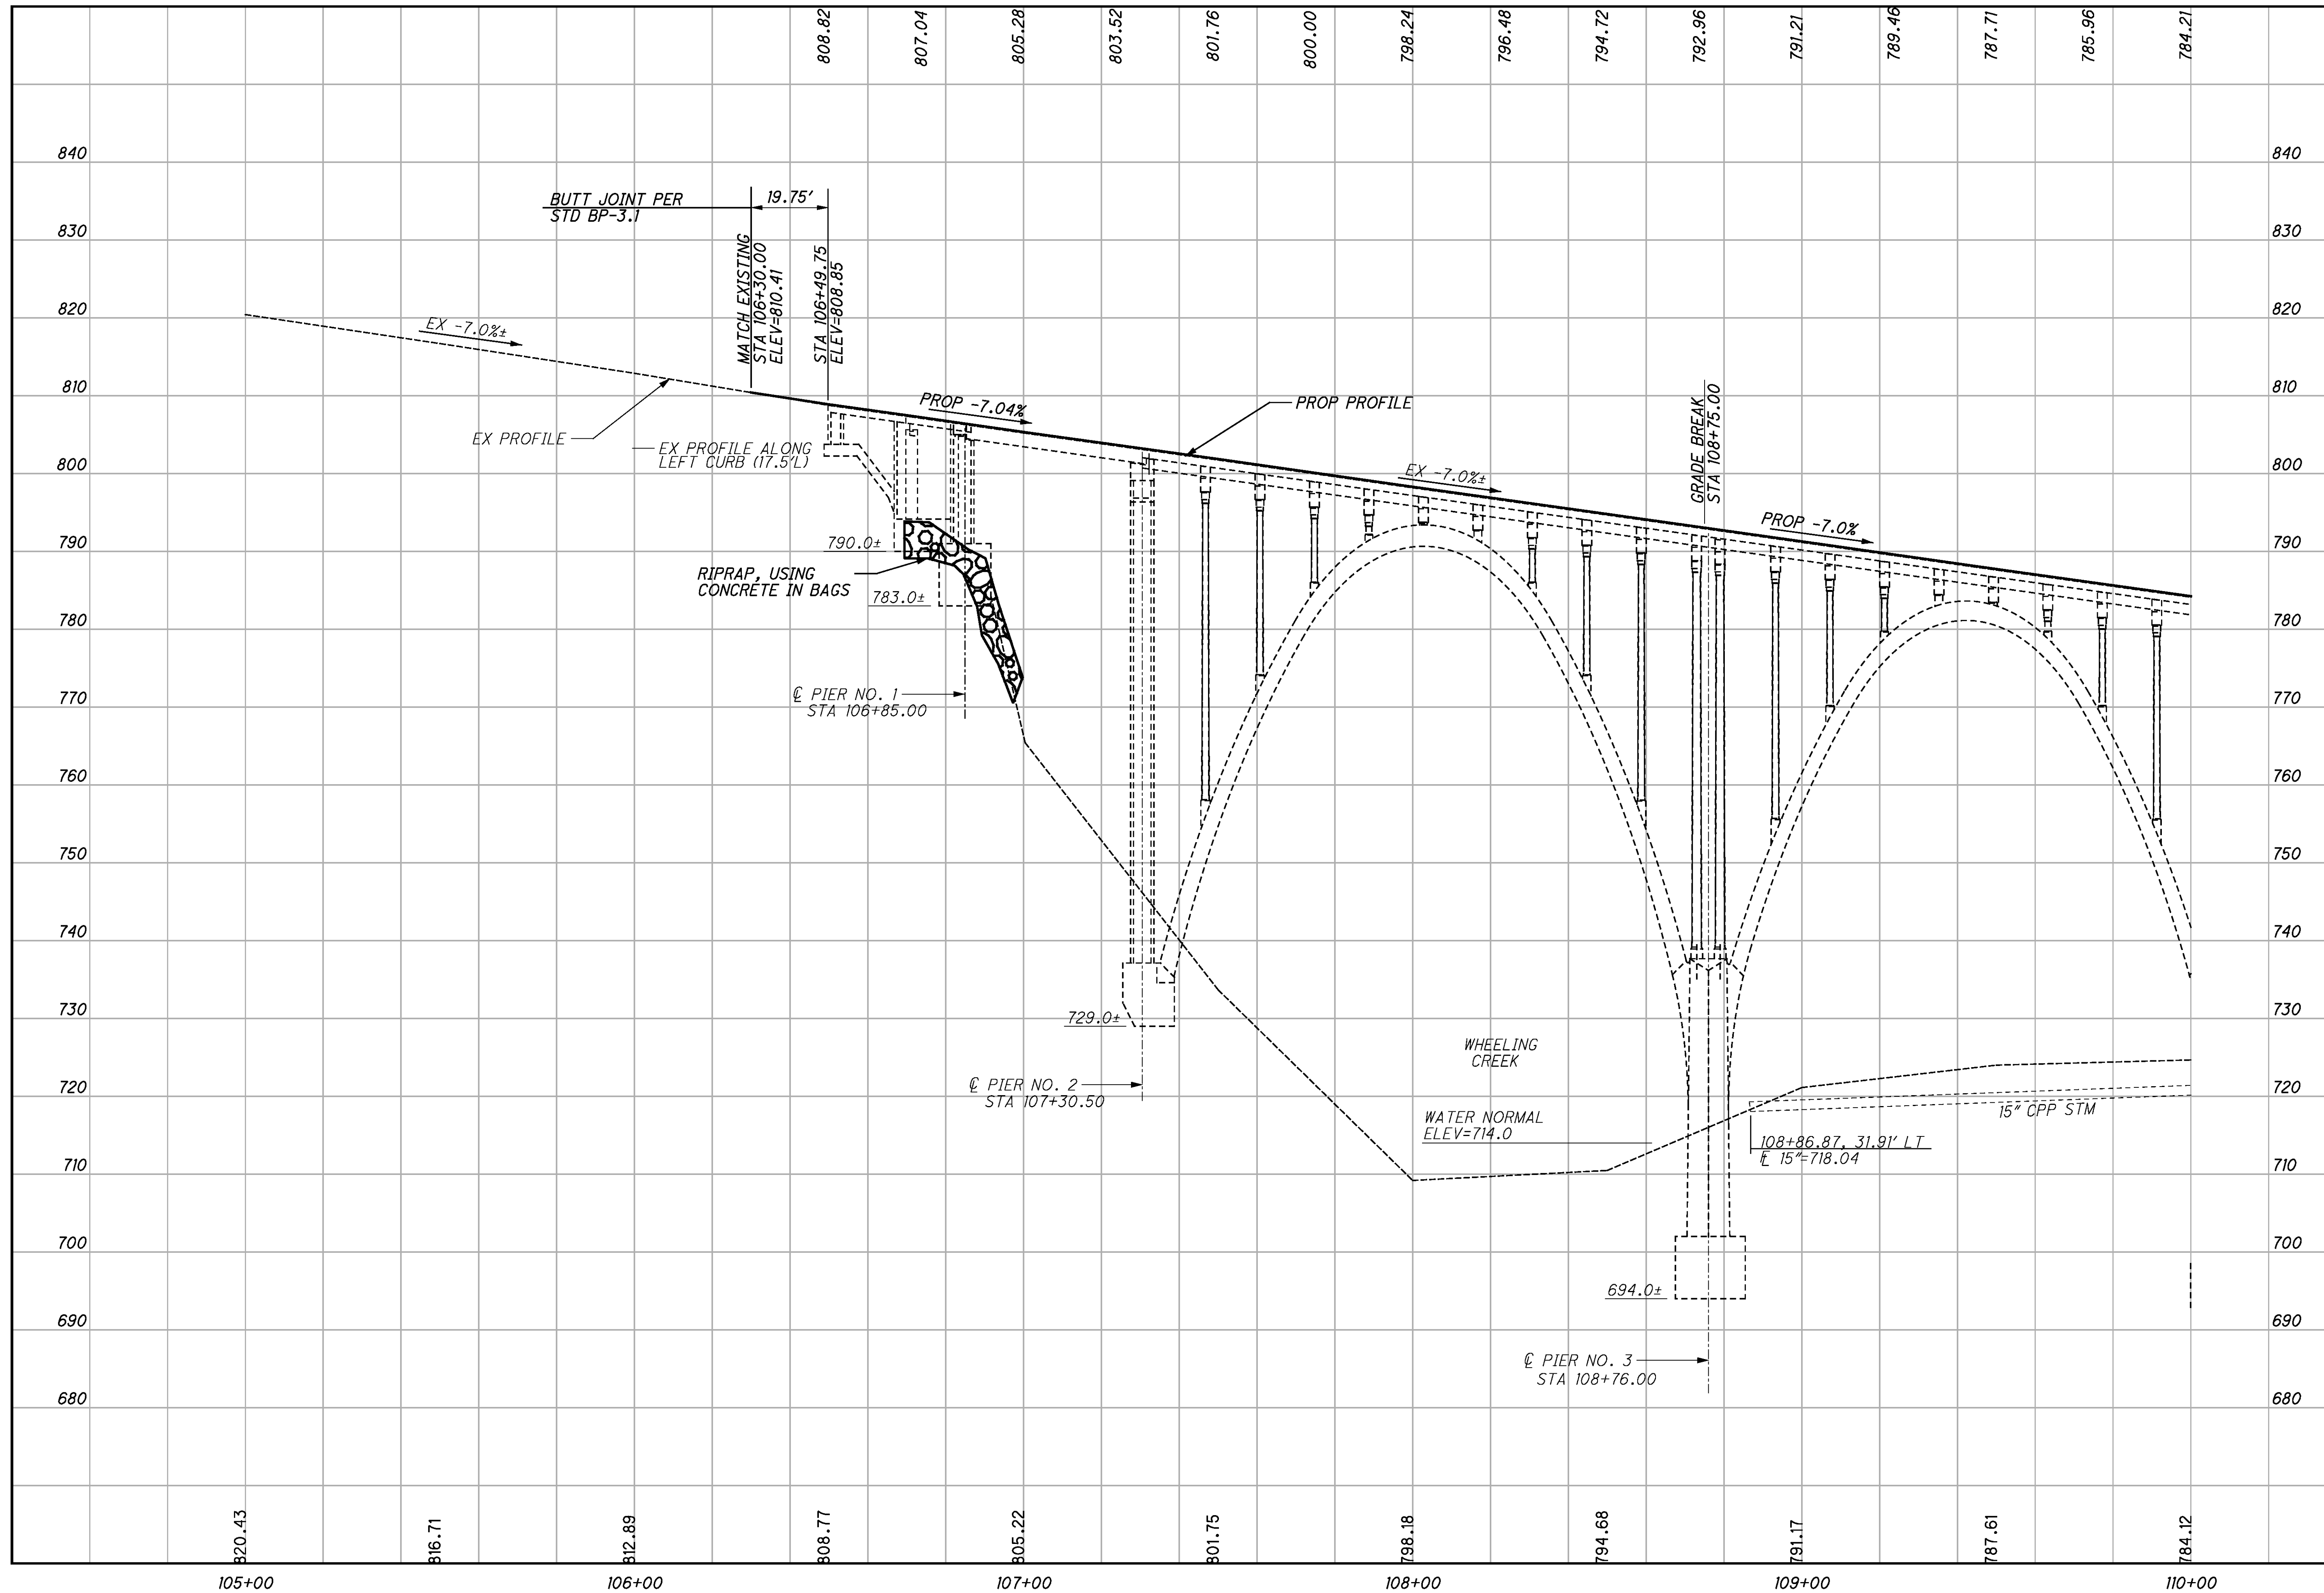 808.82
807.04
805.28
803.52
801.76
800.00
798.24
796.48
794.72
792.96
791.21
789.46
787.71
785.96
784.21
840
840
BUTT JOINT PER
STD BP-3.1
19.75'
830
830
MATCH EXISTING
STA 106+30.00
ELEV=810.41
STA 106+49.75
ELEV=808.85
820
820
EX -7.0%±
810
810
PROP -7.04%
PROP PROFILE
GRADE BREAK
STA 108+75.00
EX PROFILE
EX PROFILE ALONG
LEFT CURB (17.5'L)
800
800
EX -7.0%±
PROP -7.0%
790
790
790.0±
RIPRAP, USING
CONCRETE IN BAGS
783.0±
780
780
770
770
℄ PIER NO. 1
STA 106+85.00
760
760
750
750
740
740
730
730
729.0±
WHEELING
CREEK
720
720
℄ PIER NO. 2
STA 107+30.50
WATER NORMAL
ELEV=714.0
15" CPP STM
108+86.87, 31.91' LT
15"=718.04
710
710
700
700
694.0±
690
690
℄ PIER NO. 3
STA 108+76.00
680
680
820.43
816.71
812.89
808.77
805.22
801.75
798.18
794.68
791.17
787.61
784.12
105+00
106+00
107+00
108+00
109+00
110+00